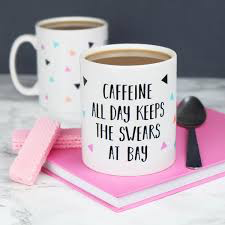 CAFFEINE
ALL DAY KEEPS
THE SWEARS
AT BAY